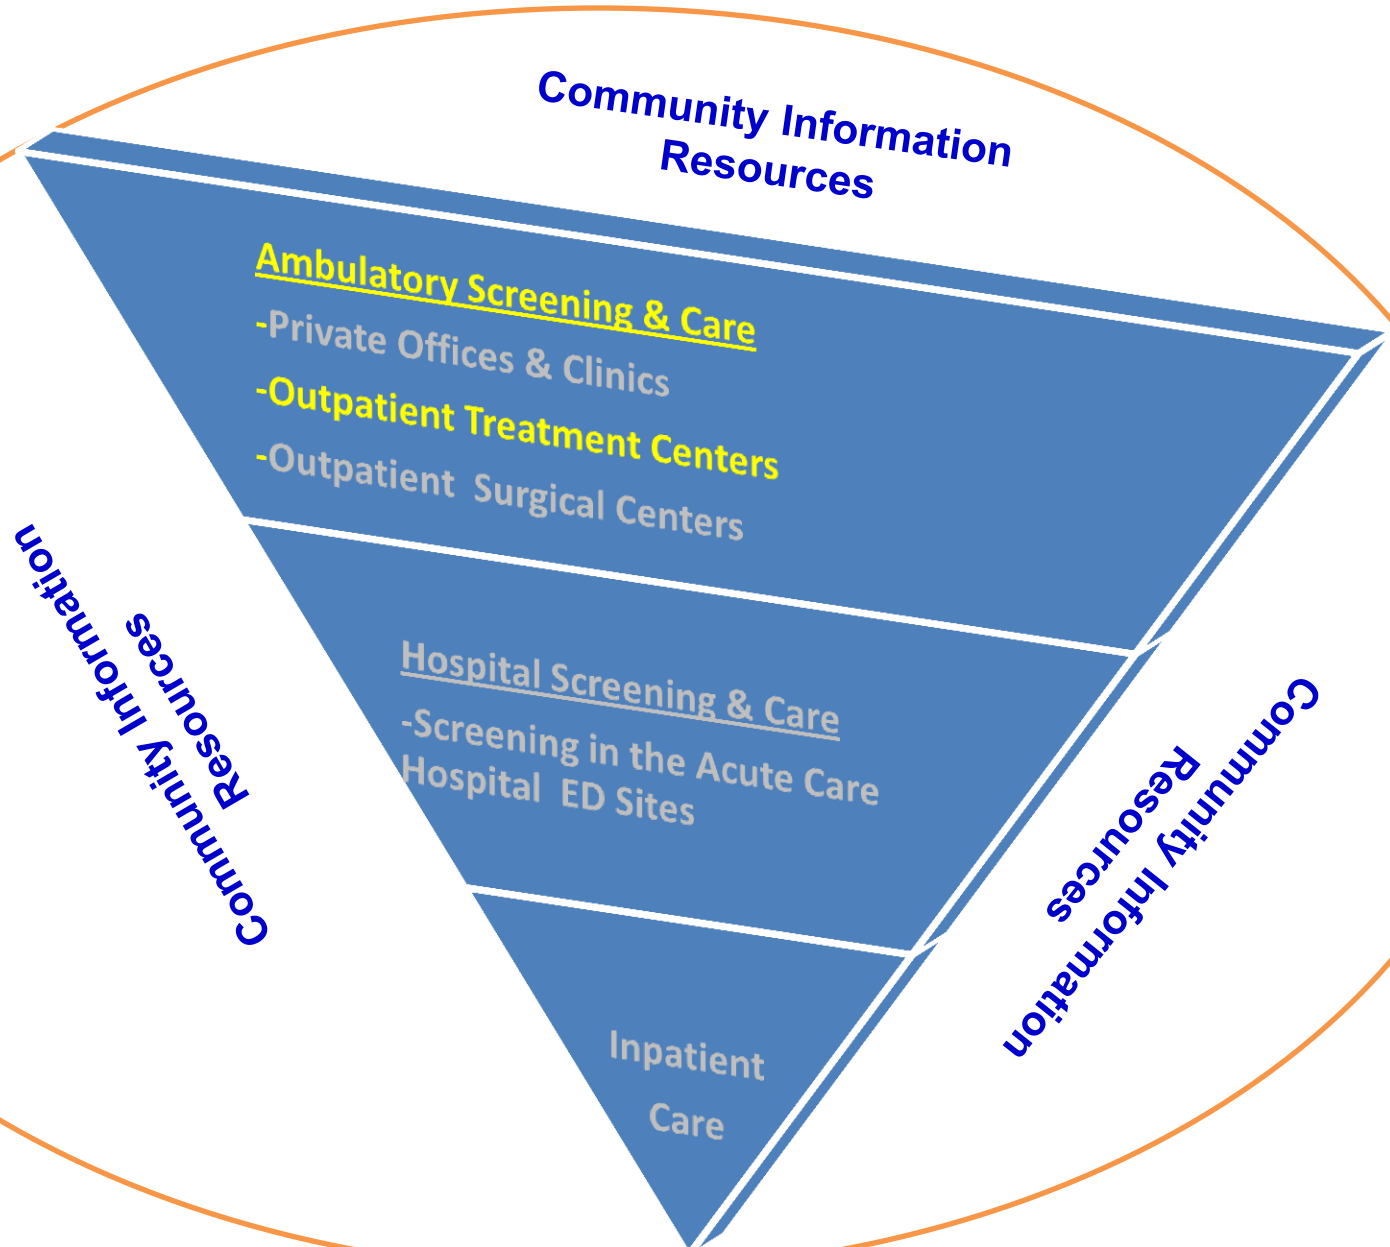 Community Information
Resources
Ambulatory Screening & Care
-Private Offices & Clinics
-Outpatient Treatment Centers
-Outpatient  Surgical Centers
Hospital Screening & Care
-Screening in the Acute Care
Hospital  ED Sites
Inpatient
Care
Community Information
Resources
Community Information
Resources